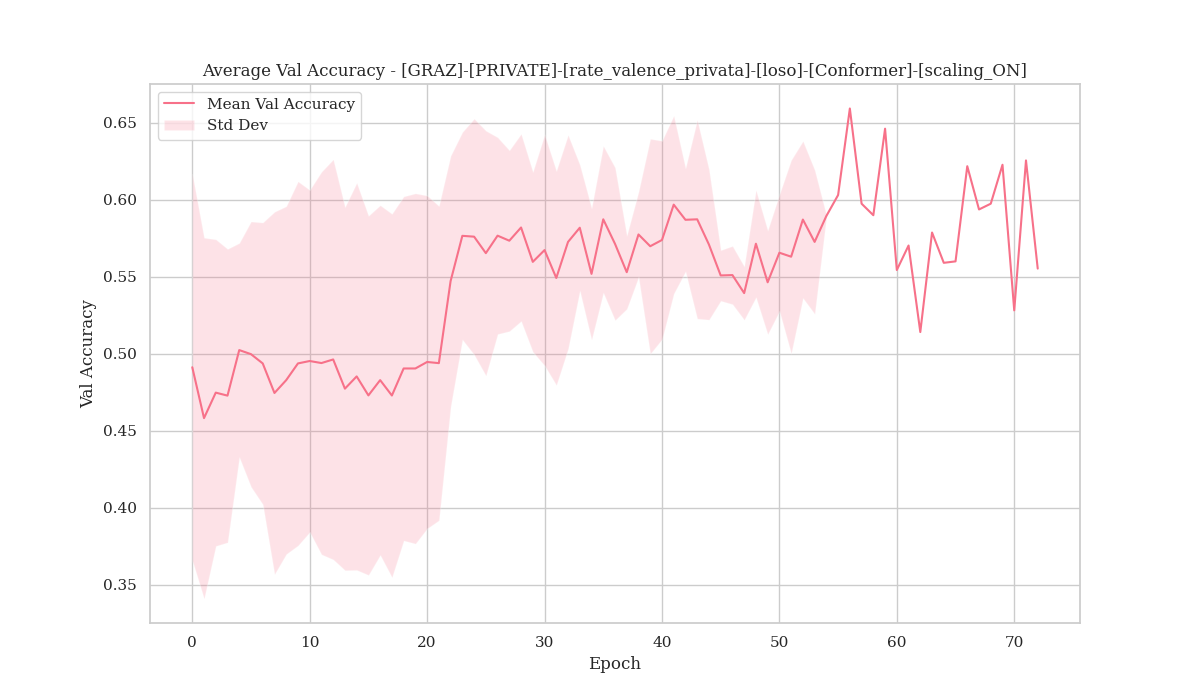 Average Val Accuracy - [GRAZ]-[PRIVATE]-[rate_valence_privata]-[loso]-[Conformer]-[scaling_ON]
Mean Val Accuracy
Std Dev
0.65
0.60
0.55
0.50
0.45
0.40
0.35
Val Accuracy
0 10 20 30 40 50 60 70
Epoch